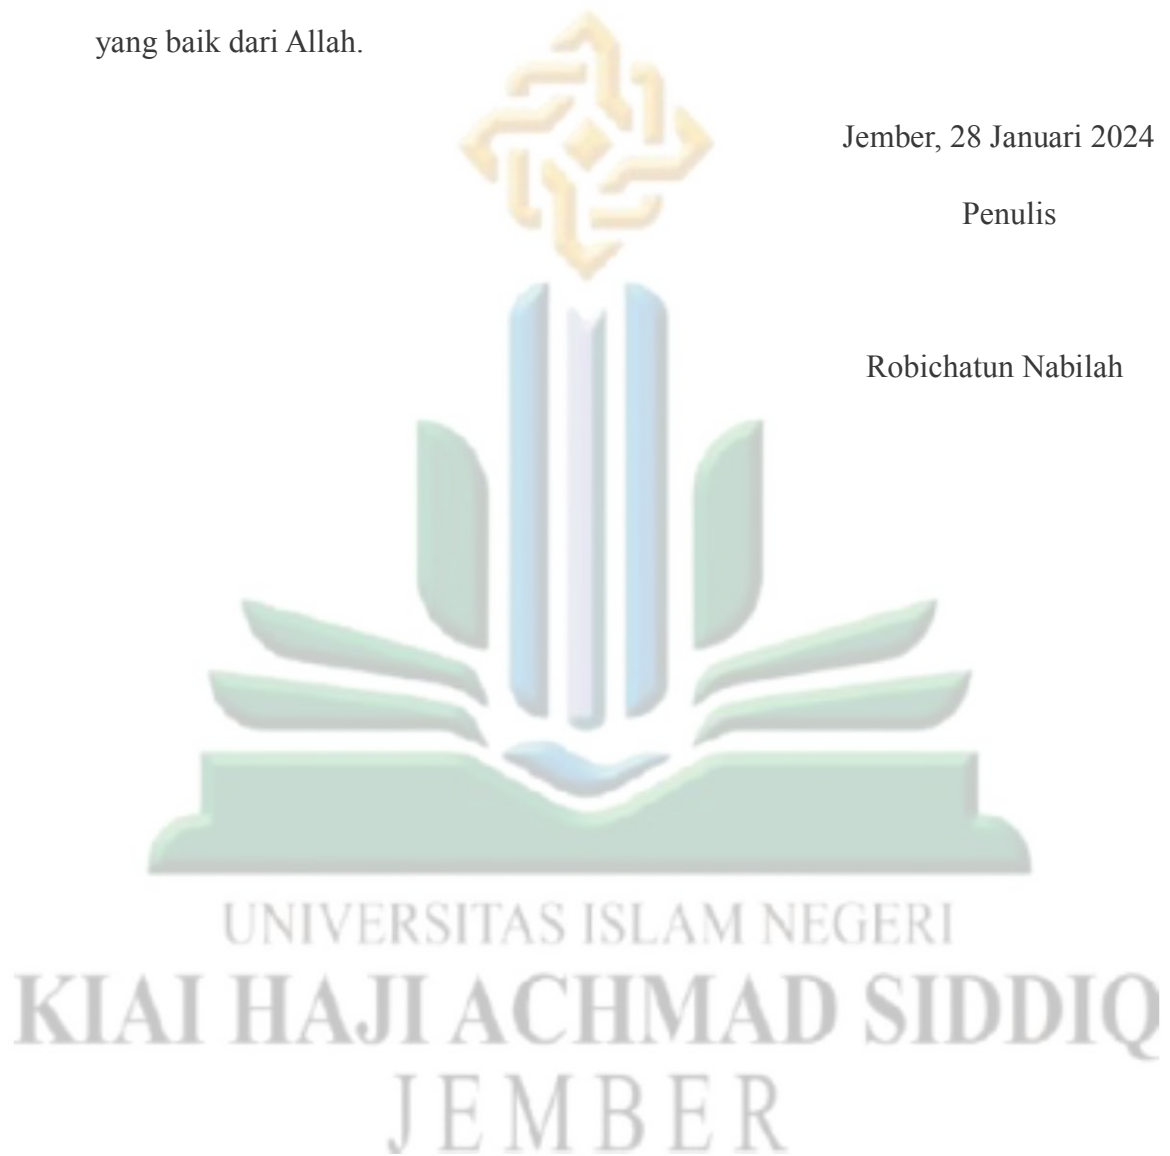 yang baik dari Allah.
Jember, 28 Januari 2024
Penulis
Robichatun Nabilah
UNIVERSITAS ISLAM NEGERI
KIAI HAJI ACHMAD SIDDIQ
JEMBER